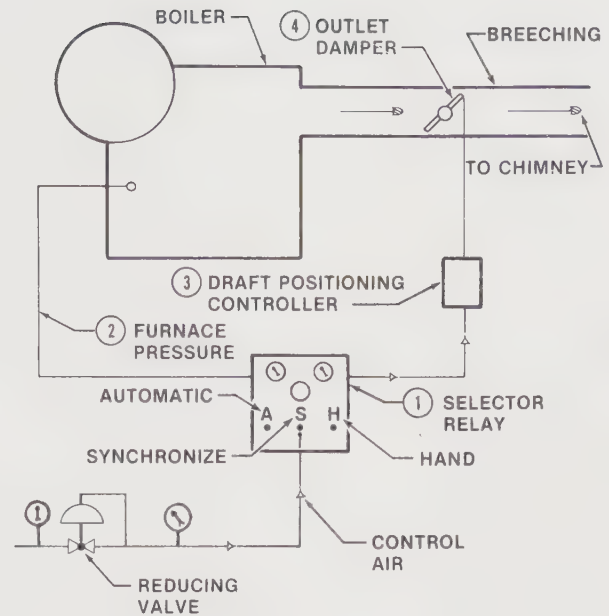 BOILER
4 OUTLET
DAMPER
BREECHING
TO CHIMNEY
3 DRAFT POSITIONING
CONTROLLER
2 FURNACE
PRESSURE
AUTOMATIC
A S H
1 SELECTOR
RELAY
SYNCHRONIZE
HAND
CONTROL
AIR
REDUCING
VALVE